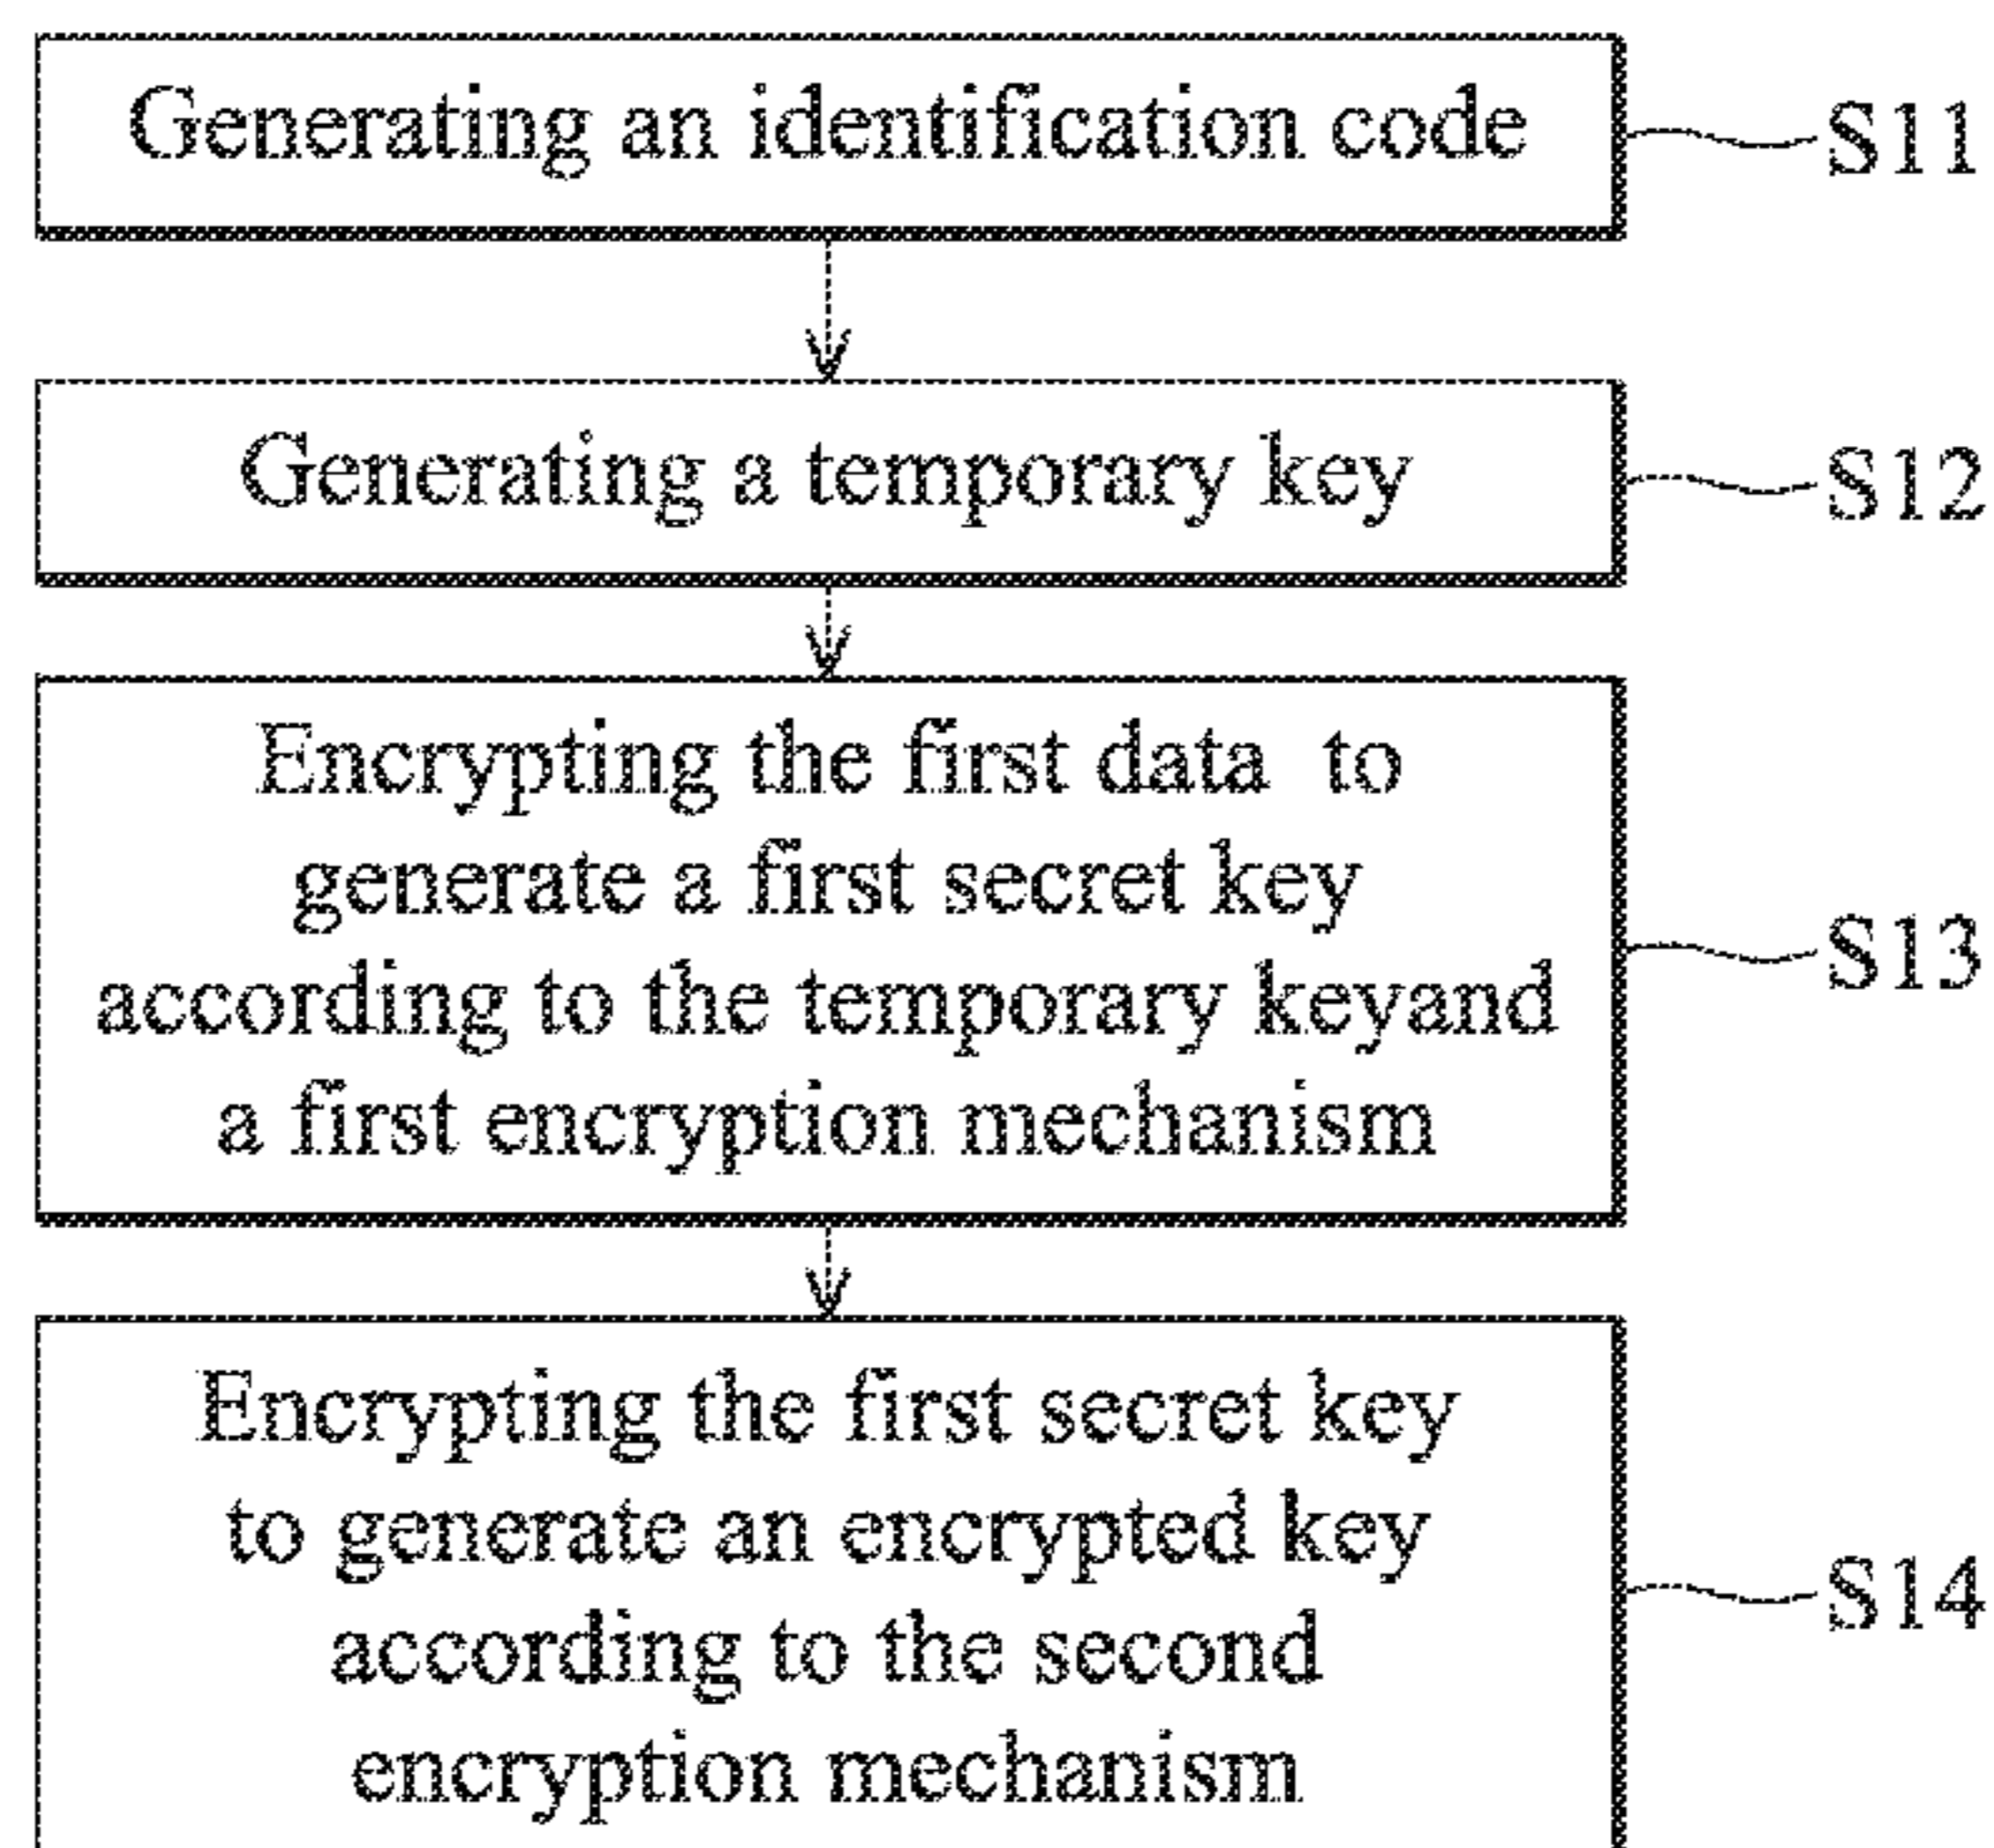 Generating an identification code
S11
Generating a temporary key
S12
Encrypting the first data to
generate a first secret key
according to the temporary keyand
a first encryption mechanism
S13
Encrypting the first secret key
to generate an encrypted key
according to the second
encryption mechanism
S14